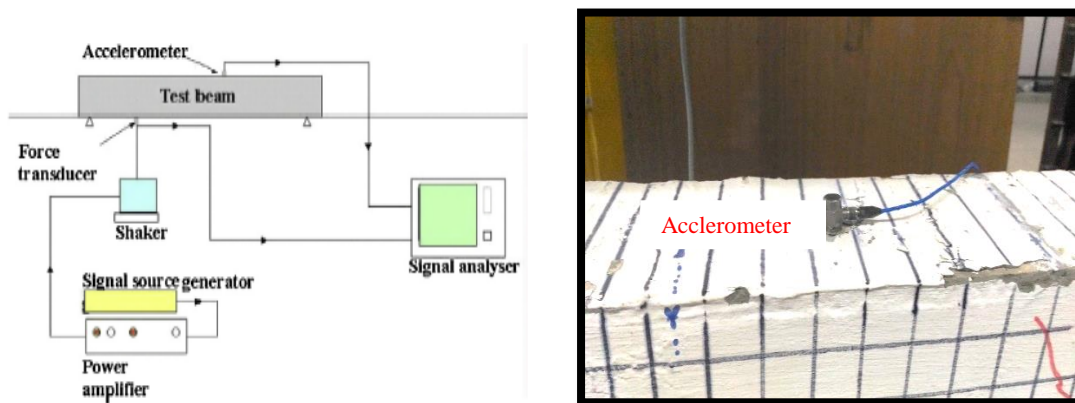 Accelerometer
Test beam
Force
transducer
Shaker
Signal analyser
Signal source generator
Power
amplifier
Acclerometer